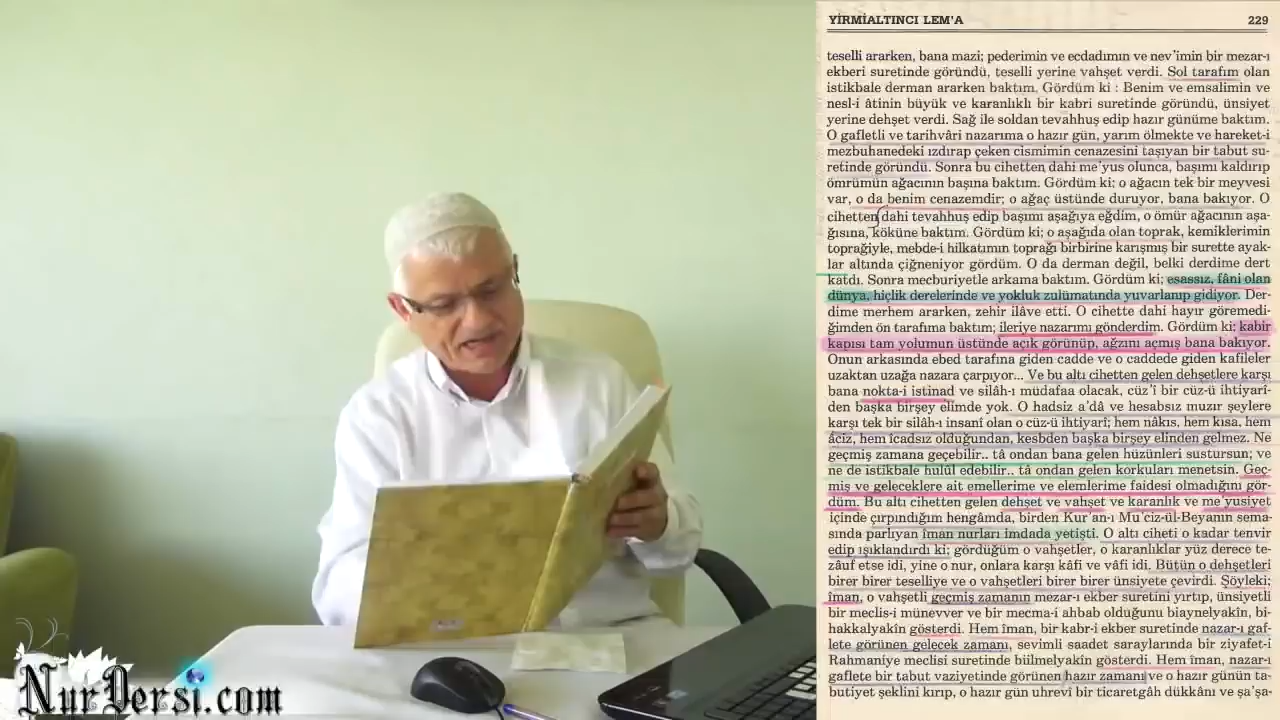 YİRMİALTINCI LEM'A 229
teselli ararken, bana mazi; pederimin ve ecdadımın ve nev'imin bir mezar-ı
ekberi suretinde göründü, teselli yerine vahşet verdi. Sol tarafım olan
istikbale derman ararken baktım. Gördüm ki : Benim ve emsalimin ve
nesl-i âtinin büyük ve karanlıklı bir kabri suretinde göründü, ünsiyet
yerine dehşet verdi. Sağ ile soldan tevahhuş edip hazır günüme baktım.
O gafletli ve tarihvâri nazarıma o hazır gün, yarım ölmekte ve hareket-i
mezbuhanedeki ızdırap çeken cismimin cenazesini taşıyan bir tabut su-
retinde göründü. Sonra bu cihetten dahi me'yus olunca, başımı kaldırıp
ömrümün ağacının başına baktım. Gördüm ki; o ağacın tek bir meyvesi
var, o da benim cenazemdir; o ağaç üstünde duruyor, bana bakıyor. O
cihetten dahi tevahhuş edip başımı aşağıya eğdim, o ömür ağacının aşa-
ğısına, köküne baktım. Gördüm ki; o aşağıda olan toprak, kemiklerimin
toprağiyle, mebde-i hilkatımın toprağı birbirine karışmış bir surette ayak-
lar altında çiğneniyor gördüm. O da derman değil, belki derdime dert
kattı. Sonra mecburiyetle arkama baktım. Gördüm ki; esassız, fâni olan
dünya, hiçlik derelerinde ve yokluk zulümatında yuvarlanıp gidiyor. Der-
dime merhem ararken, zehir ilâve etti. O cihette dahi hayır göremedi-
ğimden ön tarafıma baktım; ileriye nazarımı gönderdim. Gördüm ki; kabir
kapısı tam yolumun üstünde açık görünüp, ağzını açmış bana bakıyor.
Onun arkasında ebed tarafına giden cadde ve o caddede giden kafileler
uzaktan uzağa nazara çarpıyor... Ve bu altı cihetten gelen dehşetlere karşı
bana nokta-i istinad ve silâh-ı müdafaa olacak, cüz'î bir cüz-ü ihtiyarî-
den başka birşey elimde yok. O hadsiz a'dâ ve hesabsız muzır şeylere
karşı tek bir silâh-ı insanî olan o cüz-ü ihtiyarî; hem nâkıs, hem kısa, hem
âciz, hem îcadsız olduğundan, kesbden başka birşey elinden gelmez. Ne
geçmiş zamana geçebilir.. tâ ondan bana gelen hüzünleri sustursun; ve
ne de istikbale hulûl edebilir.. tâ ondan gelen korkuları menetsin. Geç-
miş ve geleceklere ait emellerime ve elemlerime faidesi olmadığını gör-
düm. Bu altı cihetten gelen dehşet ve vahşet ve karanlık ve me'yusiyet
içinde çırpındığım hengâmda, birden Kur'an-ı Mu'ciz-ül-Beyanın sema-
sında parlıyan îman nurları imdada yetişti. O altı ciheti o kadar tenvir
edip ışıklandırdı ki; gördüğüm o vahşetler, o karanlıklar yüz derece te-
zâuf etse idi, yine o nur, onlara karşı kâfi ve vâfi idi. Bütün o dehşetleri
birer birer teselliye ve o vahşetleri birer birer ünsiyete çevirdi. Şöyleki;
îman, o vahşetli geçmiş zamanın mezar-ı ekber suretini yırtıp, ünsiyetli
bir meclis-i münevver ve bir mecma-i ahbab olduğunu biaynelyakîn, bi-
hakkalyakîn gösterdi. Hem îman, bir kabr-i ekber suretinde nazar-ı gaf-
lete görünen gelecek zamanı, sevimli saadet saraylarında bir ziyafet-i
Rahmaniye meclisi suretinde biilmelyakîn gösterdi. Hem îman, nazar-ı
gaflete bir tabut vaziyetinde görünen hazır zamanı ve o hazır günün ta-
butiyet şeklini kırıp, o hazır gün uhrevî bir ticaretgâh dükkânı ve şa'şa-
NurDersi.com